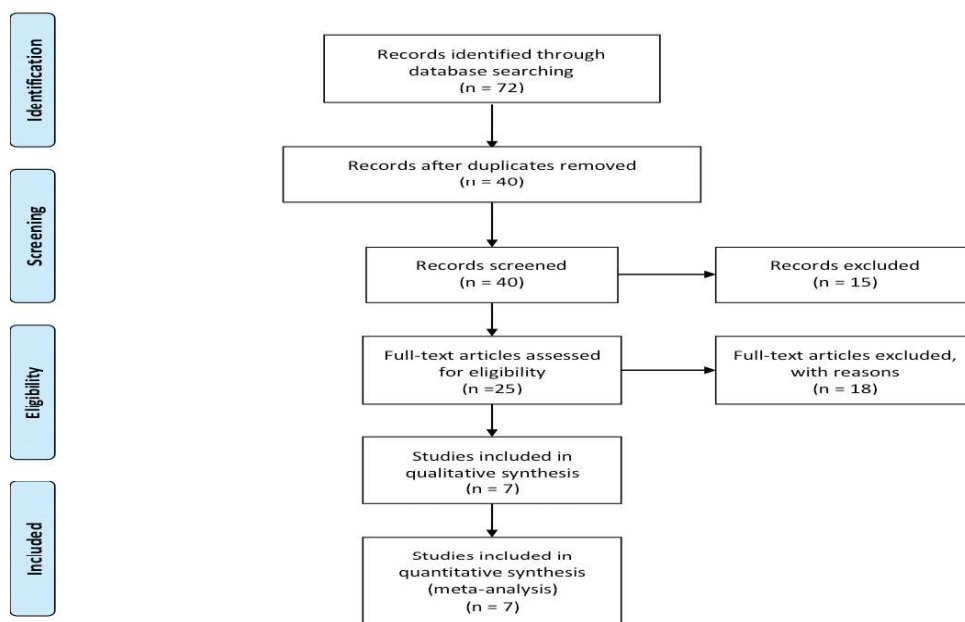 Identification
Records identified through
database searching
(n = 72)
Records after duplicates removed
(n = 40)
Screening
Records screened
(n = 40)
Records excluded
(n = 15)
Eligibility
Full-text articles assessed
for eligibility
(n =25)
Full-text articles excluded,
with reasons
(n = 18)
Studies included in
qualitative synthesis
(n = 7)
Included
Studies included in
quantitative synthesis
(meta-analysis)
(n = 7)